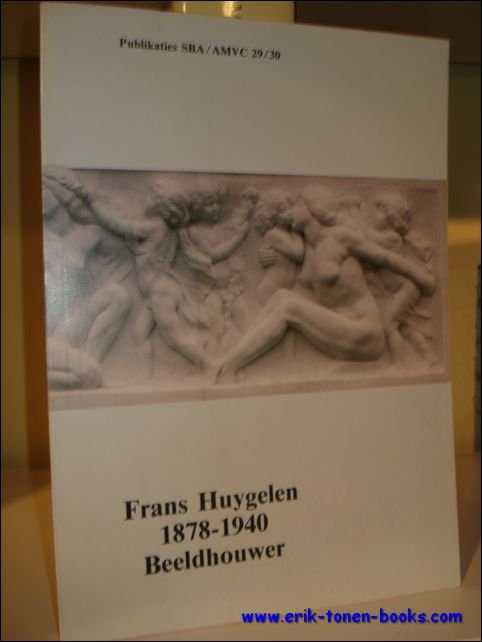 Publikaties SBA/AMVC 29/30
Frans Huygelen
1878-1940
Beeldhouwer
www.erik-tonen-books.com